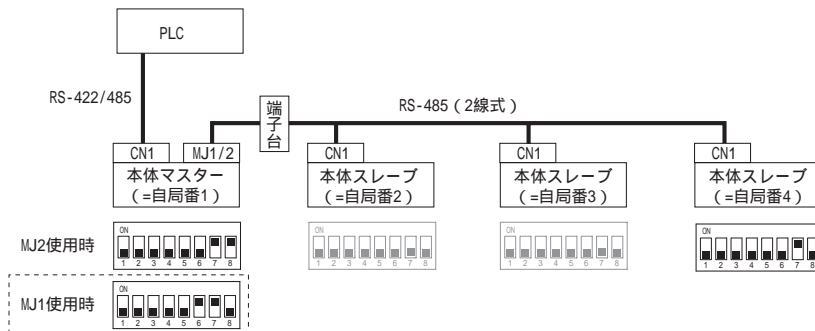 PLC
RS-422/485
端子台
RS-485（2線式）
CN1 MJ1/2
本体マスター
（=自局番1）
CN1
本体スレーブ
（=自局番2）
CN1
本体スレーブ
（=自局番3）
CN1
本体スレーブ
（=自局番4）
MJ2使用時
ON
1 2 3 4 5 6 7 8
ON
1 2 3 4 5 6 7 8
ON
1 2 3 4 5 6 7 8
ON
1 2 3 4 5 6 7 8
MJ1使用時
ON
1 2 3 4 5 6 7 8